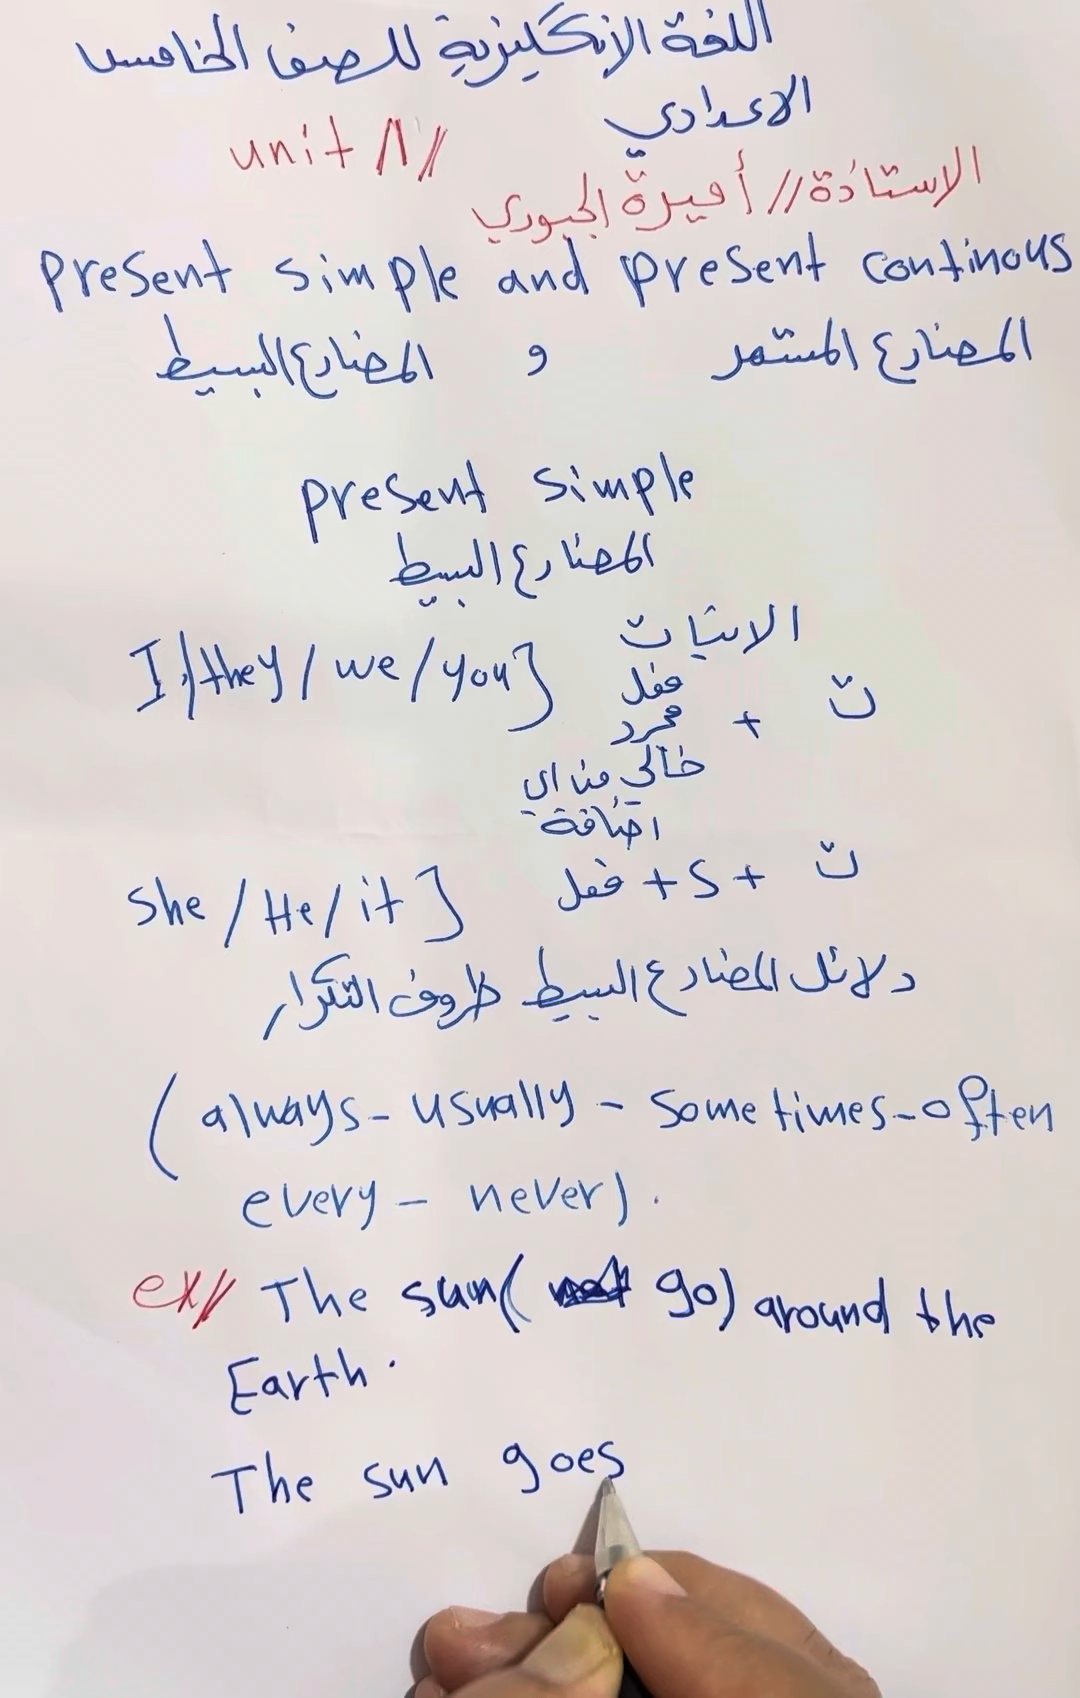 اللغة الانكليزية للصف الخامس
الاعدادي
unit /1//
الاستاذة // أميرة الجبوري
present simple and present continous
المضارع البسيط و المضارع المستمر
present simple
المضارع البسيط
الاثبات
I/they/we/you]
فعل
مجرد + ث
خالي من اي
اضافة
she/He/it] فعل + s + ث
دلائل المضارع البسيط ظروف التكرار
(always - usually - sometimes - often
every - never).
ex// The sun( go) around the
Earth.
The sun goes